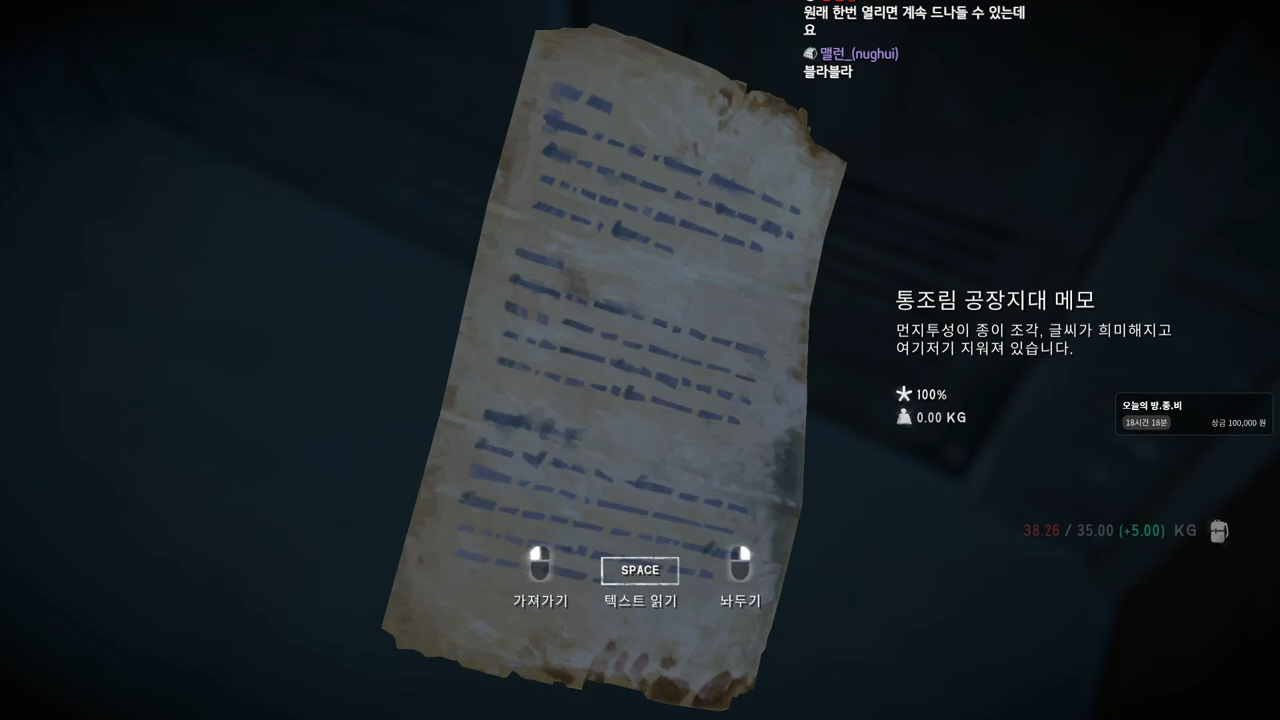 원래 한번 열리면 계속 드나들 수 있는데
요
맬런_(nughui)
블라블라
통조림 공장지대 메모
먼지투성이 종이 조각, 글씨가 희미해지고
여기저기 지워져 있습니다.
100%
0.00 KG
오늘의 방.종.비
18시간 18분
상금 100,000 원
38.26 / 35.00 (+5.00) KG
SPACE
가져가기
텍스트 읽기
놔두기